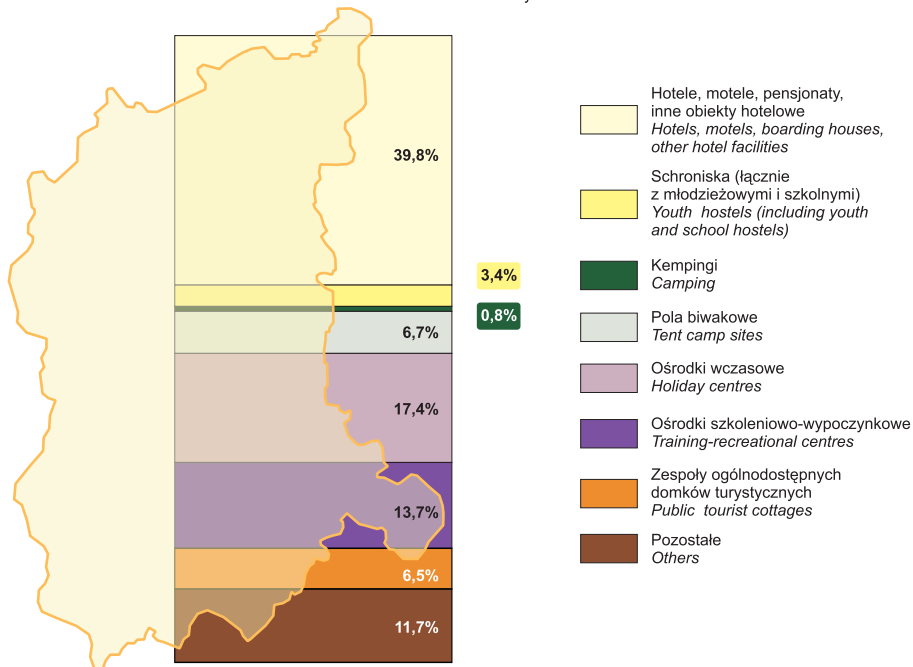 39,8%
3,4%
0,8%
6,7%
17,4%
13,7%
6,5%
11,7%
Hotele, motele, pensjonaty,
inne obiekty hotelowe
Hotels, motels, boarding houses,
other hotel facilities
Schroniska (łącznie
z młodzieżowymi i szkolnymi)
Youth hostels (including youth
and school hostels)
Kempingi
Camping
Pola biwakowe
Tent camp sites
Ośrodki wczasowe
Holiday centres
Ośrodki szkoleniowo-wypoczynkowe
Training-recreational centres
Zespoły ogólnodostępnych
domków turystycznych
Public tourist cottages
Pozostałe
Others